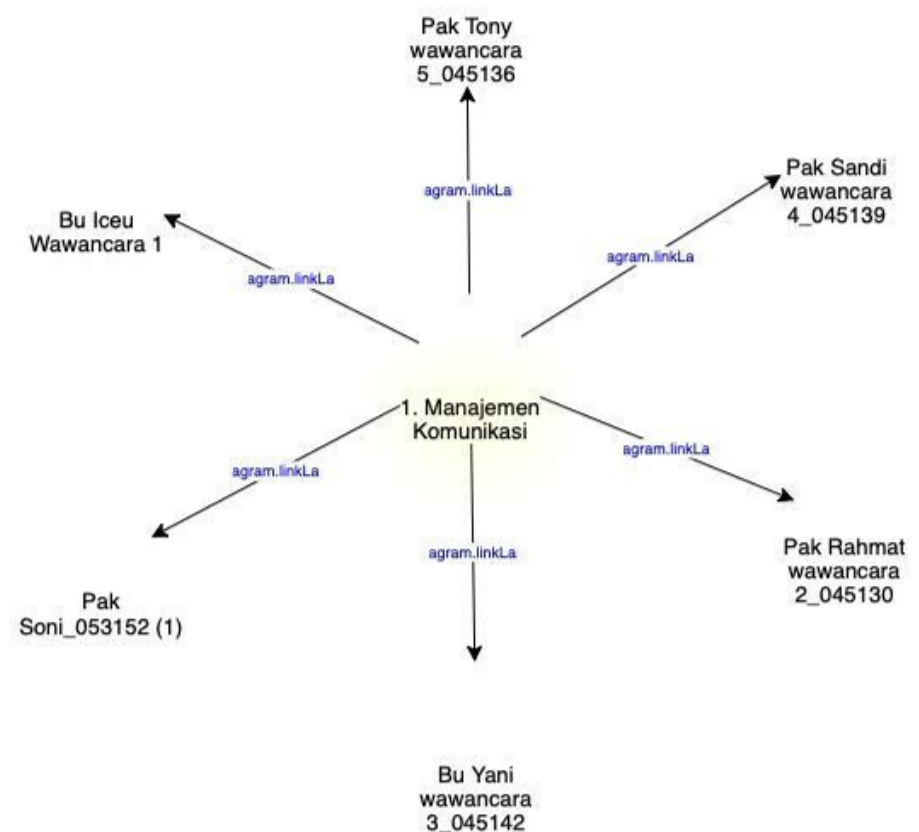 Pak Tony
wawancara
5_045136
Pak Sandi
wawancara
4_045139
agram.linkLa
Bu Iceu
Wawancara 1
agram.linkLa
agram.linkLa
1. Manajemen
Komunikasi
agram.linkLa
agram.linkLa
agram.linkLa
Pak Rahmat
wawancara
2_045130
Pak
Soni_053152 (1)
Bu Yani
wawancara
3_045142